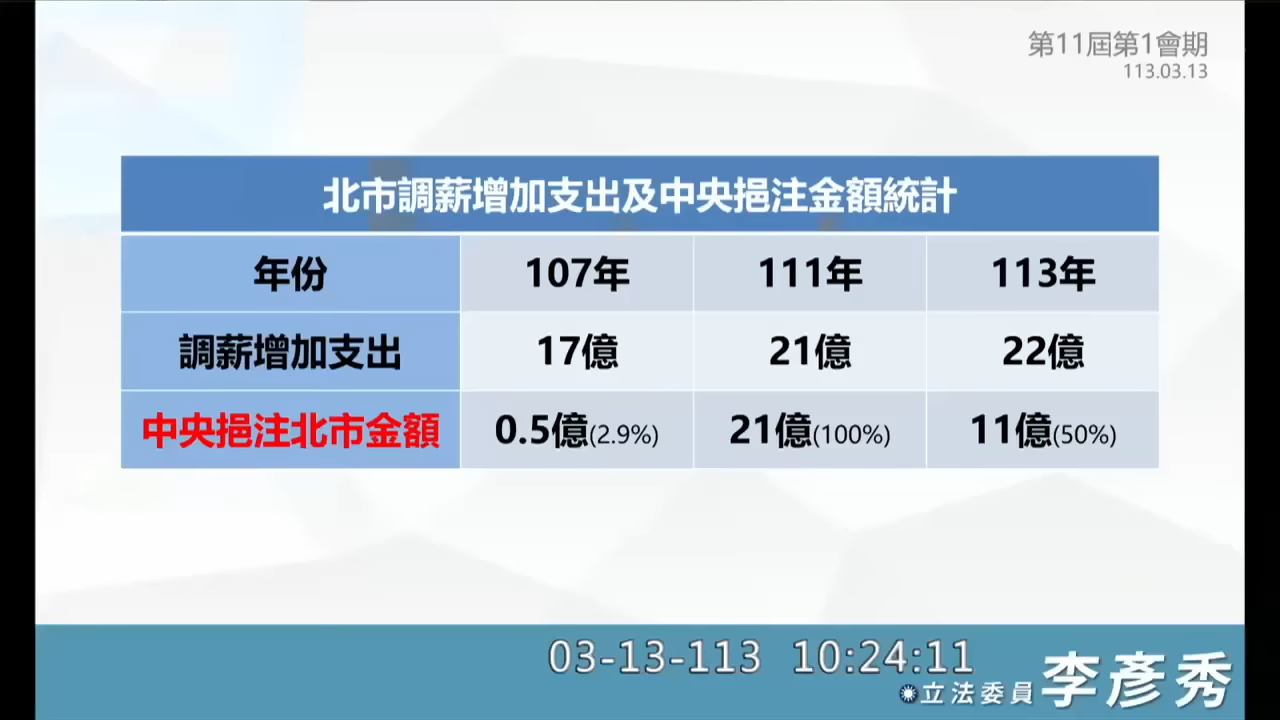 第11屆第1會期
113.03.13
北市調薪增加支出及中央挹注金額統計
年份 107年 111年 113年
調薪增加支出 17億 21億 22億
中央挹注北市金額 0.5億(2.9%) 21億(100%) 11億(50%)
03-13-113 10:24:11
立法委員 李彥秀